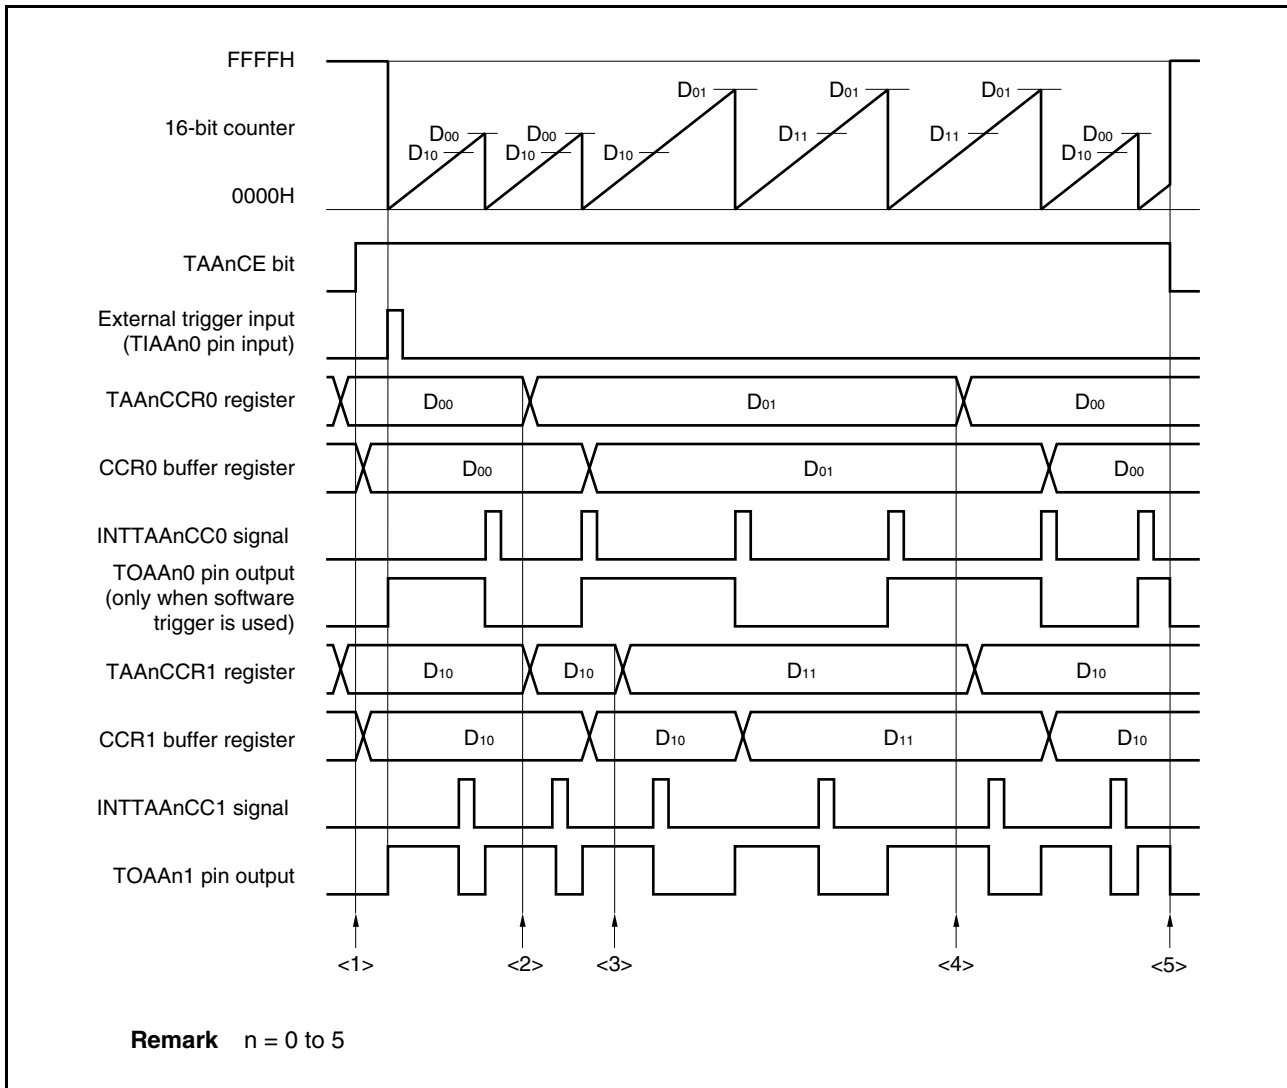 FFFFH
D01 D01 D01
16-bit counter
D00 D00 D11 D11 D00
D10 D10 D10 D10
0000H
TAAnCE bit
External trigger input
(TIAAn0 pin input)
TAAnCCR0 register D00 D01 D00
CCR0 buffer register D00 D01 D00
INTTAAnCC0 signal
TOAAn0 pin output
(only when software
trigger is used)
TAAnCCR1 register D10 D10 D11 D10
CCR1 buffer register D10 D10 D11 D10
INTTAAnCC1 signal
TOAAn1 pin output
<1> <2> <3> <4> <5>
Remark n = 0 to 5